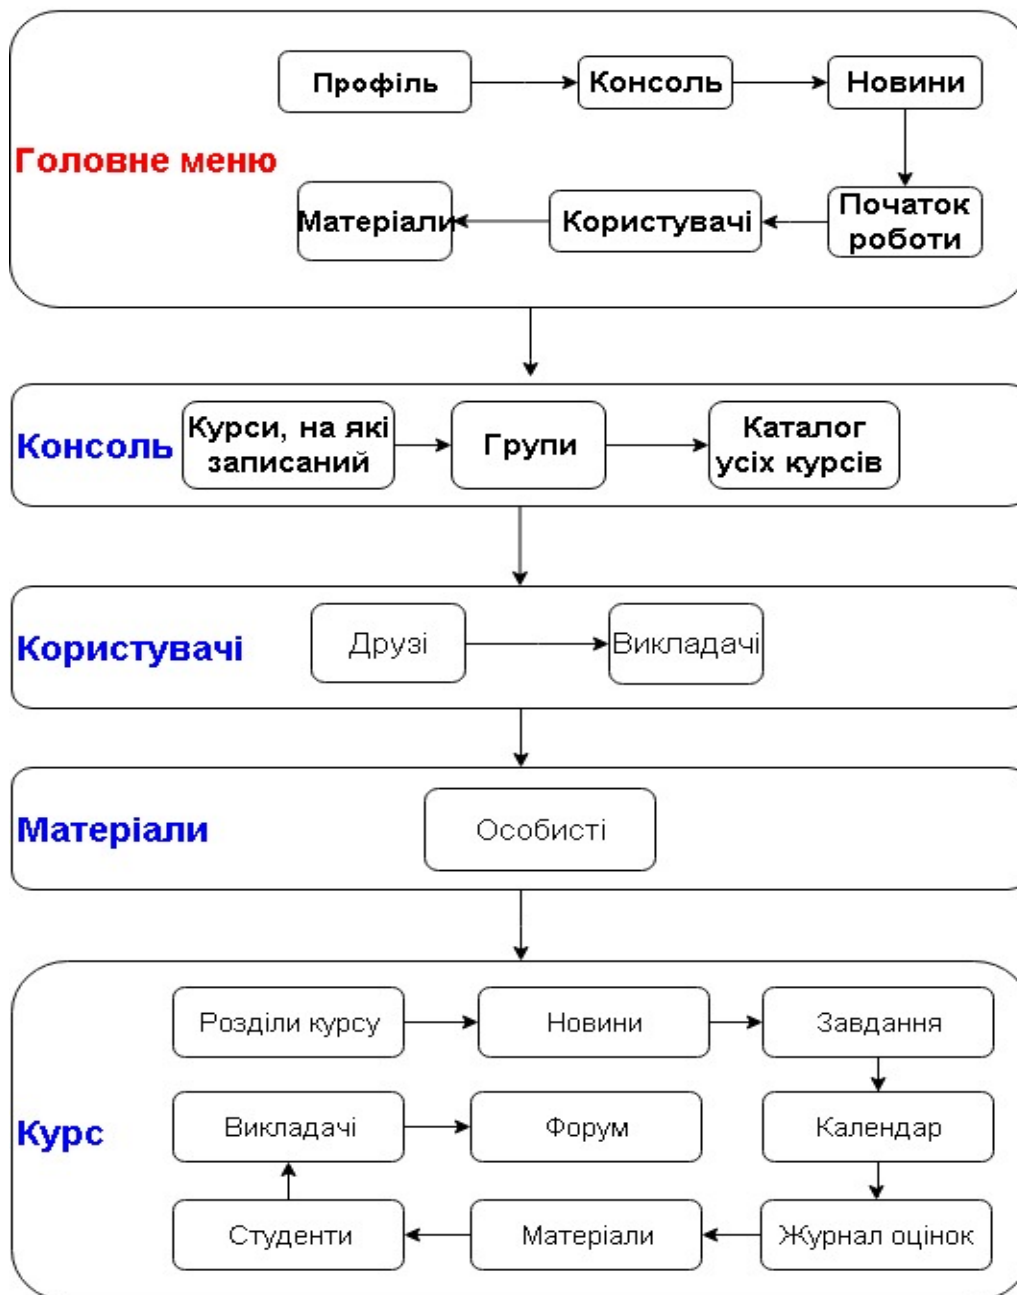 Профіль
Консоль
Новини
Головне меню
Матеріали
Користувачі
Початок
роботи
Консоль
Курси, на які
записаний
Групи
Каталог
усіх курсів
Користувачі
Друзі
Викладачі
Матеріали
Особисті
Курс
Розділи курсу
Новини
Завдання
Викладачі
Форум
Календар
Студенти
Матеріали
Журнал оцінок